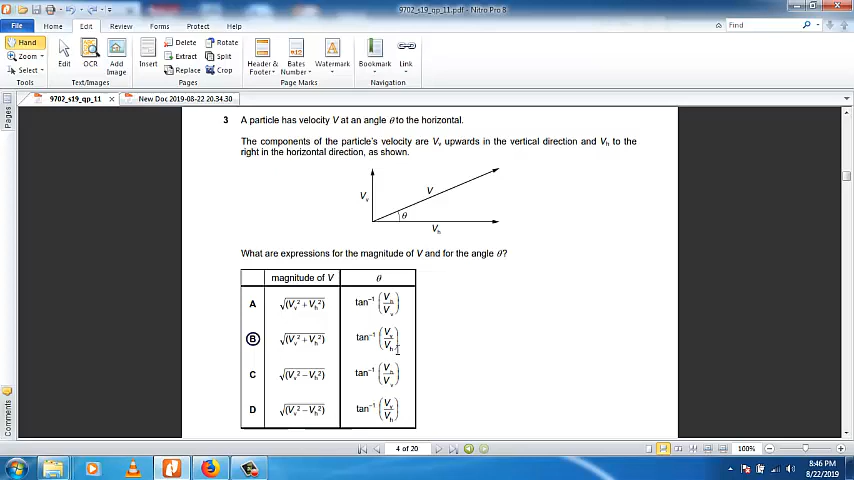 9702_s19_qp_11.pdf - Nitro Pro 8
File Home Edit Review Forms Protect Help
Find
Hand
Zoom
Select
Tools
Edit OCR Add Image
Text/Images
Insert
Delete
Extract
Replace
Rotate
Split
Crop
Pages
Header & Footer Bates Number Watermark
Page Marks
Bookmark Link
Navigation
9702_s19_qp_11 New Doc 2019-08-22 20.34.30
Pages
Comments
3 A particle has velocity V at an angle θ to the horizontal.
The components of the particle's velocity are Vv upwards in the vertical direction and Vh to the
right in the horizontal direction, as shown.
Vv
V
θ
Vh
What are expressions for the magnitude of V and for the angle θ?
magnitude of V θ
A √(Vv² + Vh²) tan⁻¹ (Vh/Vv)
B √(Vv² + Vh²) tan⁻¹ (Vv/Vh)
C √(Vv² – Vh²) tan⁻¹ (Vh/Vv)
D √(Vv² – Vh²) tan⁻¹ (Vv/Vh)
4 of 20
100%
8:46 PM
8/22/2019